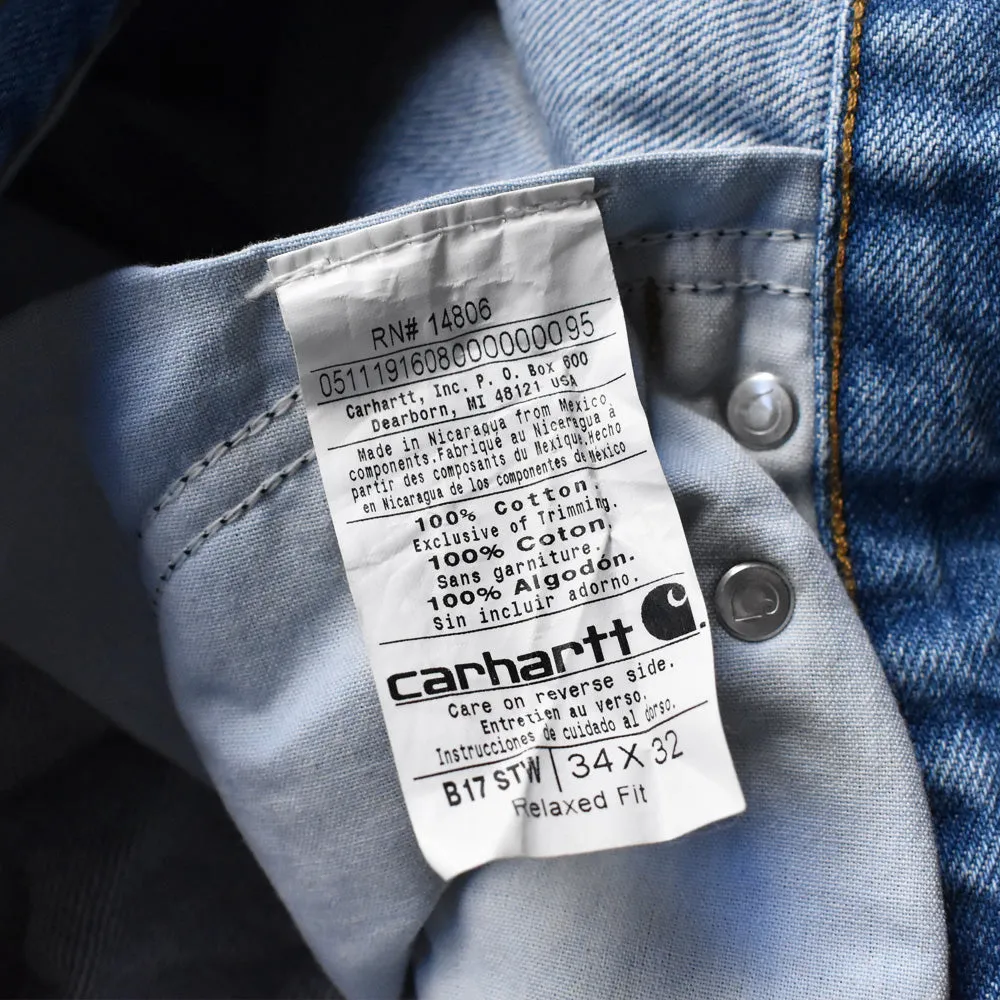 RN# 14806
05111916080000000095
Carhartt, Inc. P. O. Box 600
Dearborn, MI 48121 USA
Made in Nicaragua from Mexico
components.Fabriqué au Nicaragua à
partir des composants du Mexique.Hecho
en Nicaragua de los componentes de México
100% Cotton.
Exclusive of Trimming.
100% Coton.
Sans garniture.
100% Algodón.
Sin incluir adorno.
carhartt.
Care on reverse side.
Entretien au verso.
Instrucciones de cuidado al dorso.
B17 STW | 34 X 32
Relaxed Fit